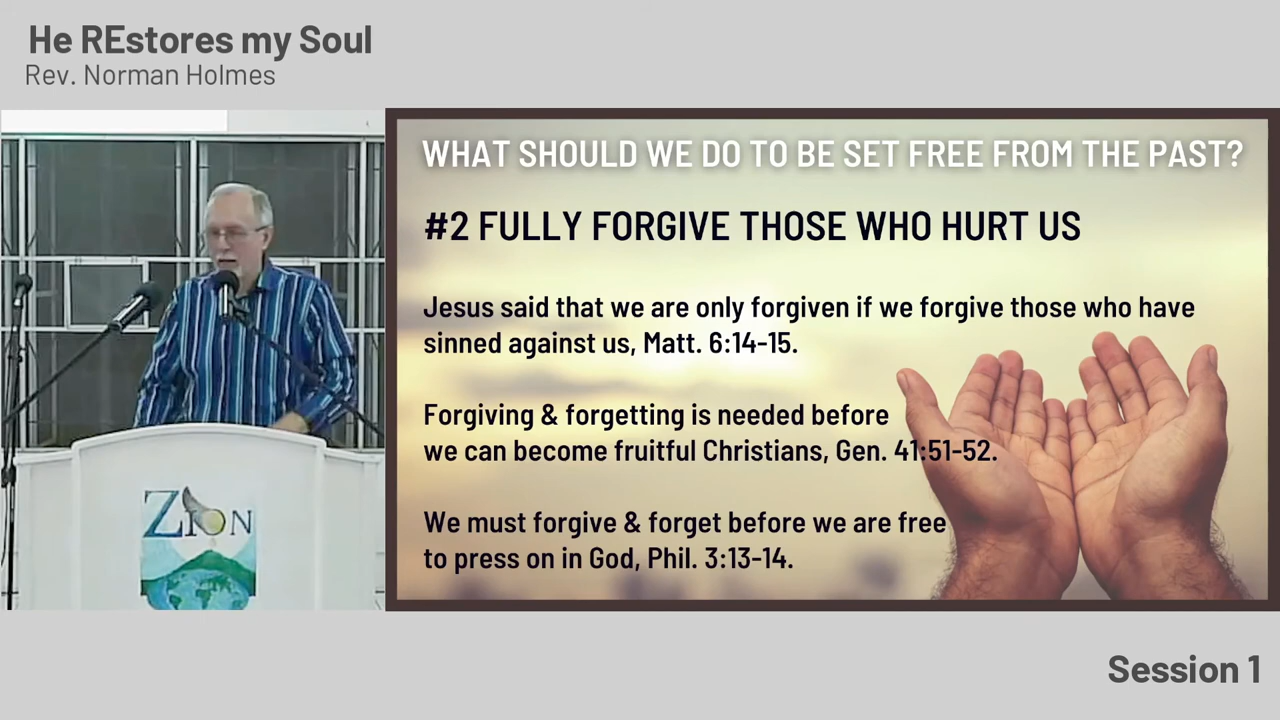 He REstores my Soul
Rev. Norman Holmes
WHAT SHOULD WE DO TO BE SET FREE FROM THE PAST?
#2 FULLY FORGIVE THOSE WHO HURT US
Jesus said that we are only forgiven if we forgive those who have
sinned against us, Matt. 6:14-15.
Forgiving & forgetting is needed before
we can become fruitful Christians, Gen. 41:51-52.
We must forgive & forget before we are free
to press on in God, Phil. 3:13-14.
ZION
Session 1